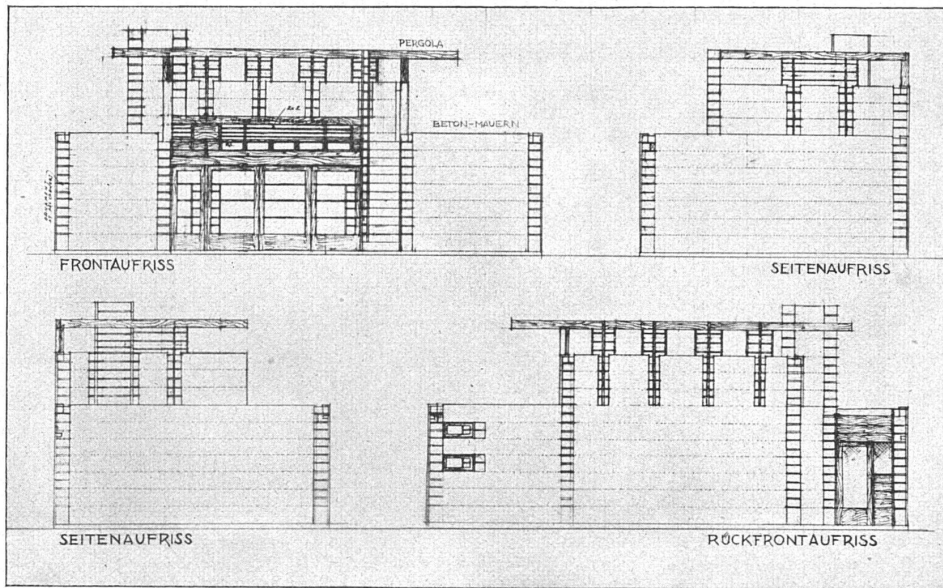 PERGOLA
BETON-MAUERN
FRONTAUFRISS
SEITENAUFRISS
SEITENAUFRISS
RÜCKFRONTAUFRISS